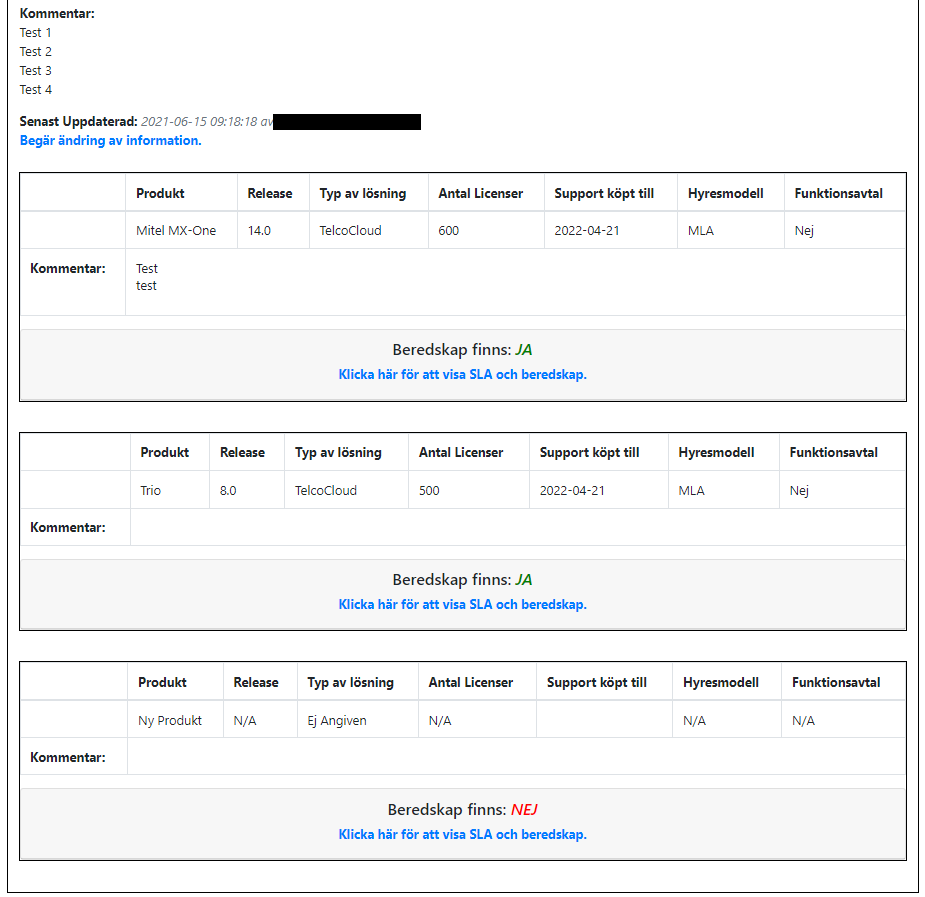 Kommentar:
Test 1
Test 2
Test 3
Test 4
Senast Uppdaterad: 2021-06-15 09:18:18 av
Begär ändring av information.
Produkt Release Typ av lösning Antal Licenser Support köpt till Hyresmodell Funktionsavtal
Mitel MX-One 14.0 TelcoCloud 600 2022-04-21 MLA Nej
Kommentar: Test
test
Beredskap finns: JA
Klicka här för att visa SLA och beredskap.
Produkt Release Typ av lösning Antal Licenser Support köpt till Hyresmodell Funktionsavtal
Trio 8.0 TelcoCloud 500 2022-04-21 MLA Nej
Kommentar:
Beredskap finns: JA
Klicka här för att visa SLA och beredskap.
Produkt Release Typ av lösning Antal Licenser Support köpt till Hyresmodell Funktionsavtal
Ny Produkt N/A Ej Angiven N/A N/A N/A
Kommentar:
Beredskap finns: NEJ
Klicka här för att visa SLA och beredskap.